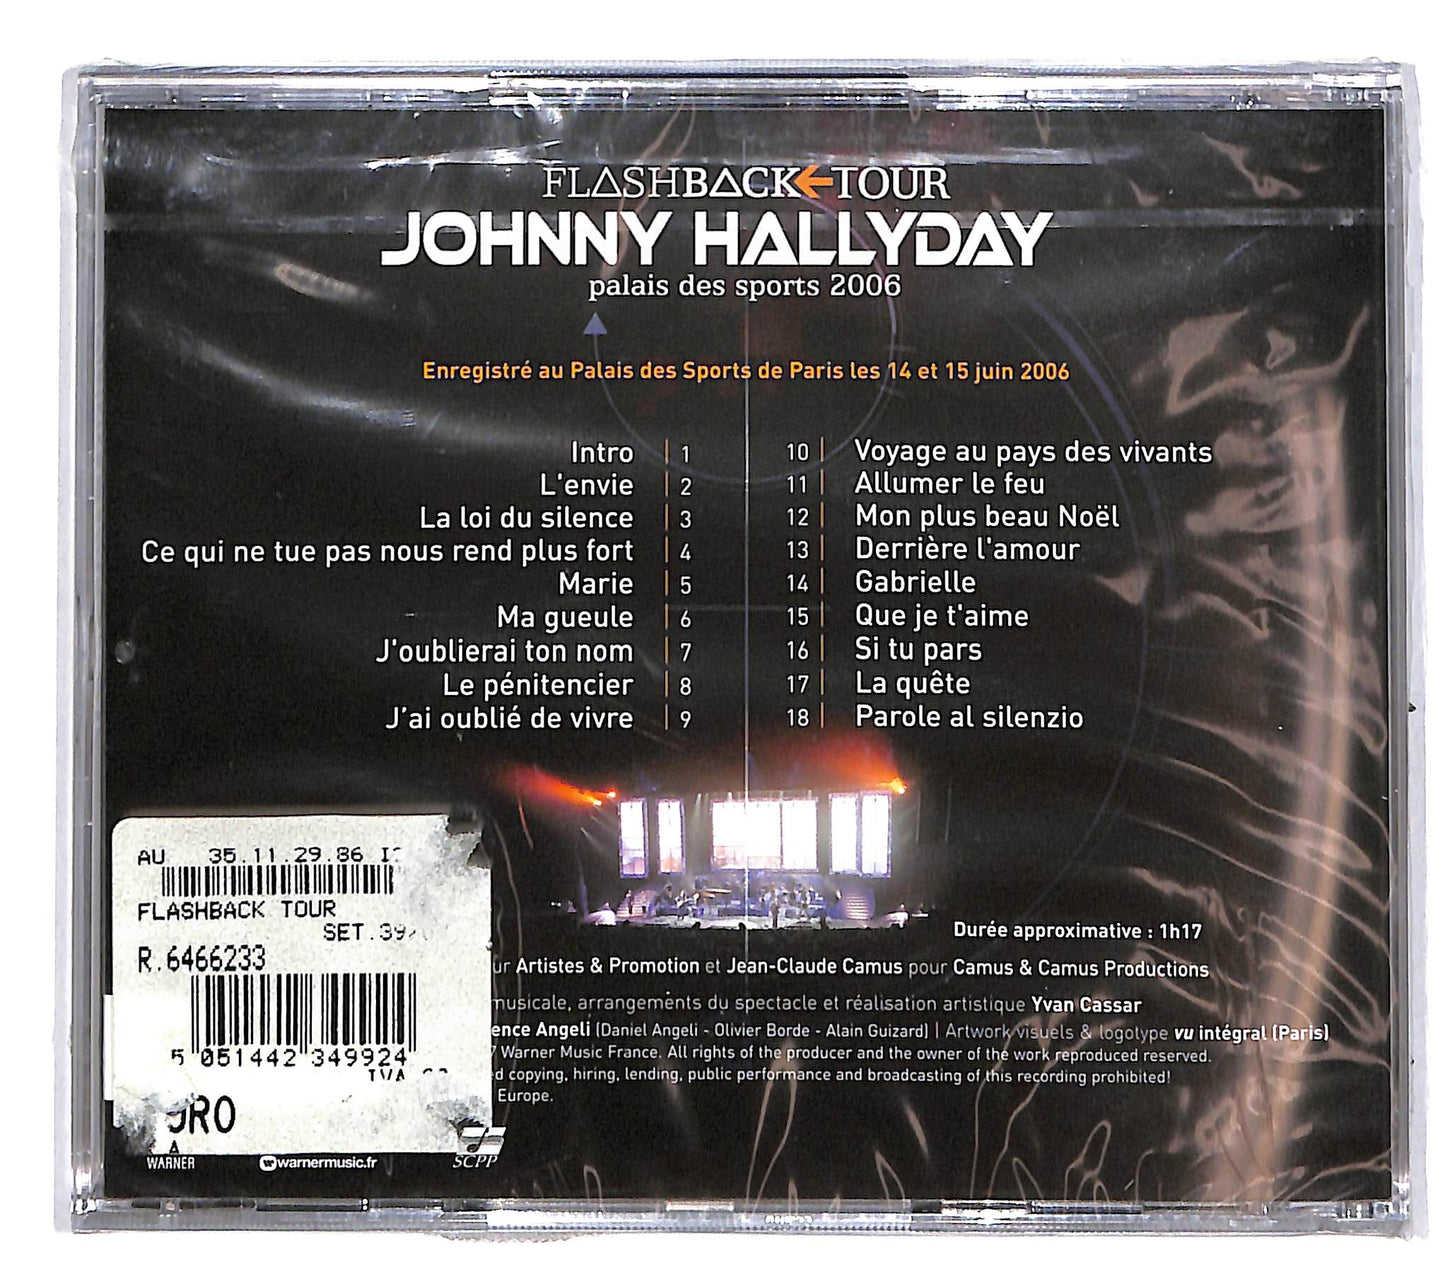 FLASHBACK TOUR
JOHNNY HALLYDAY
palais des sports 2006
Enregistré au Palais des Sports de Paris les 14 et 15 juin 2006
Intro 1
L'envie 2
La loi du silence 3
Ce qui ne tue pas nous rend plus fort 4
Marie 5
Ma gueule 6
J'oublierai ton nom 7
Le pénitencier 8
J'ai oublié de vivre 9
10 Voyage au pays des vivants
11 Allumer le feu
12 Mon plus beau Noël
13 Derrière l'amour
14 Gabrielle
15 Que je t'aime
16 Si tu pars
17 La quête
18 Parole al silenzio
Durée approximative : 1h17
Artistes & Promotion et Jean-Claude Camus pour Camus & Camus Productions
musicale, arrangements du spectacle et réalisation artistique Yvan Cassar
Angeli (Daniel Angeli - Olivier Borde - Alain Guizard) | Artwork visuels & logotype vu intégral (Paris)
Warner Music France. All rights of the producer and the owner of the work reproduced reserved.
copying, hiring, lending, public performance and broadcasting of this recording prohibited!
Europe.
AU 35.11.29.86
FLASHBACK TOUR
SET.39
R.6466233
5 051442 349924
WARNER
warnermusic.fr
SCPP